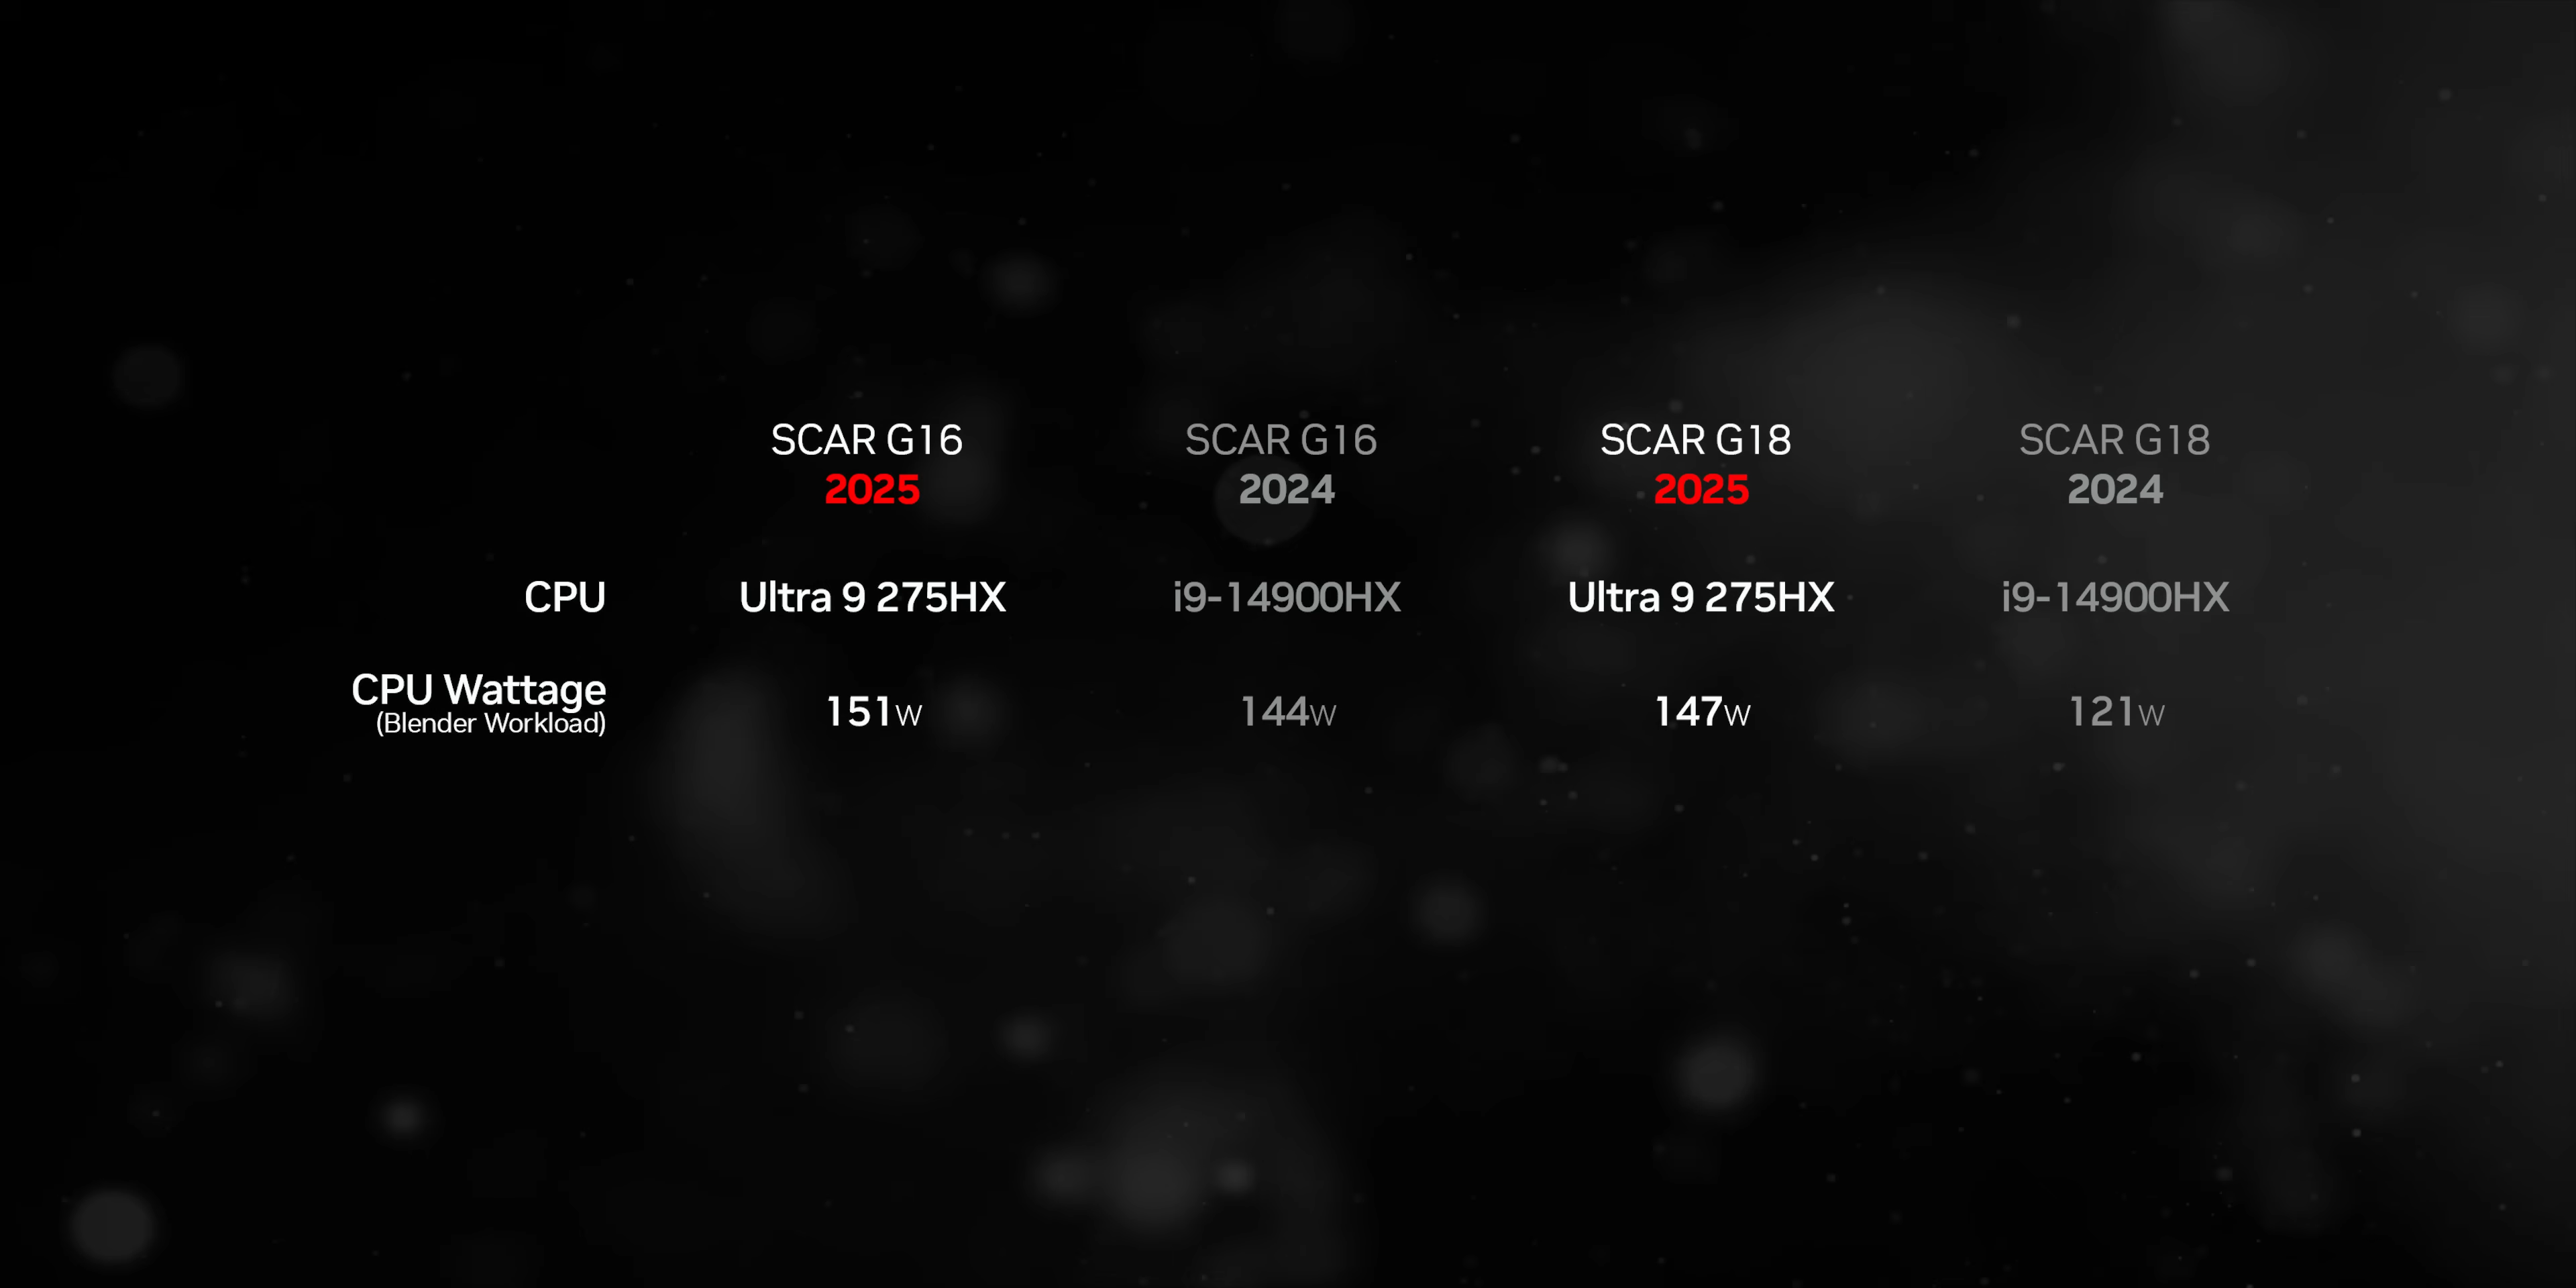 SCAR G16 SCAR G16 SCAR G18 SCAR G18
2025 2024 2025 2024
CPU Ultra 9 275HX i9-14900HX Ultra 9 275HX i9-14900HX
CPU Wattage 151W 144W 147W 121W
(Blender Workload)